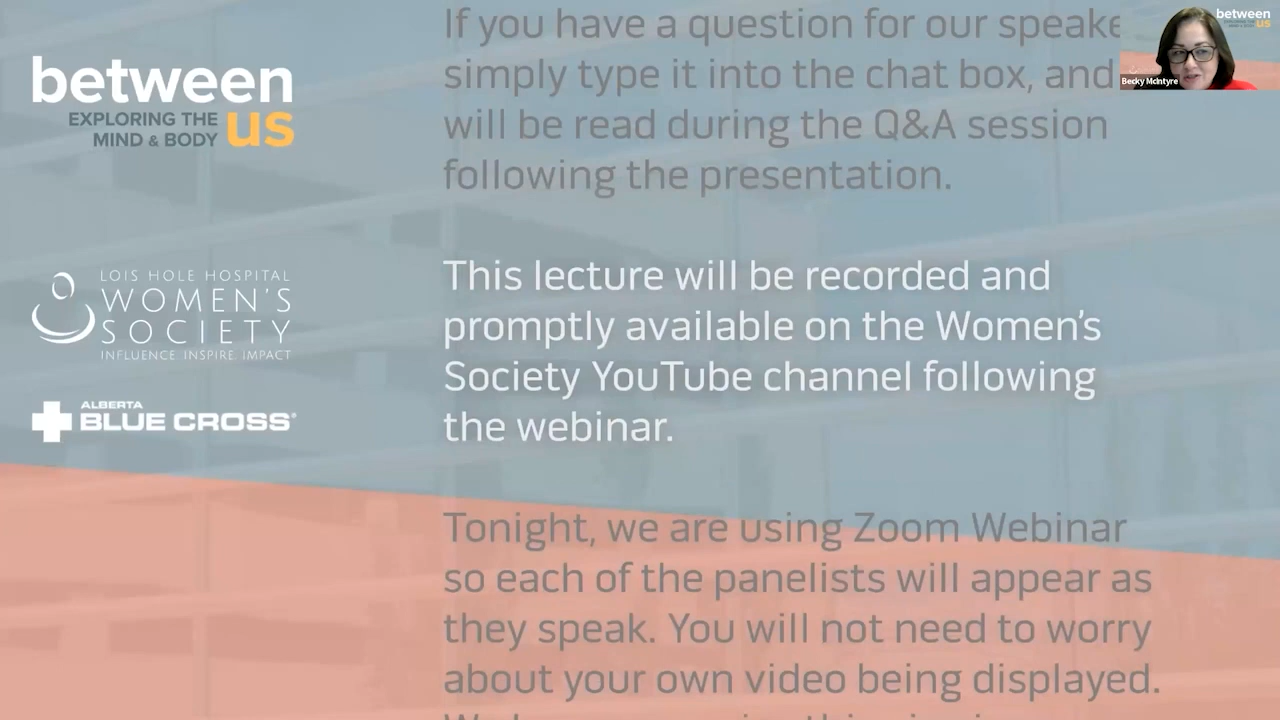 between
EXPLORING THE
MIND & BODY us
LOIS HOLE HOSPITAL
WOMEN'S
SOCIETY
INFLUENCE INSPIRE IMPACT
ALBERTA
BLUE CROSS®
If you have a question for our speake
simply type it into the chat box, and
will be read during the Q&A session
following the presentation.
This lecture will be recorded and
promptly available on the Women's
Society YouTube channel following
the webinar.
Tonight, we are using Zoom Webinar
so each of the panelists will appear as
they speak. You will not need to worry
about your own video being displayed.
between
us
Becky McIntyre